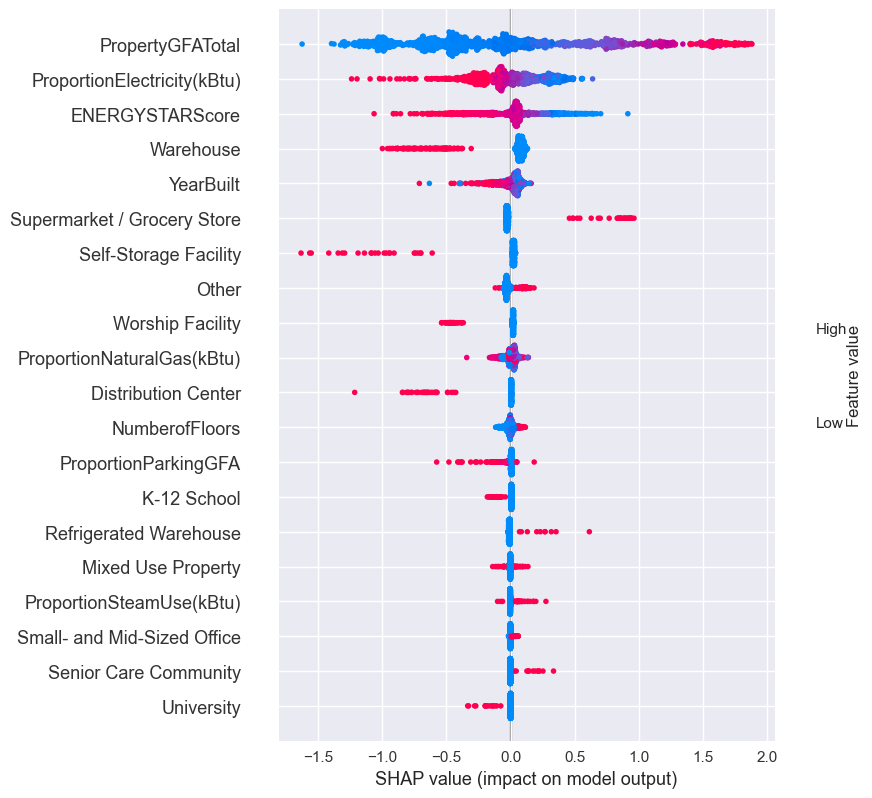 PropertyGFATotal
ProportionElectricity(kBtu)
ENERGYSTARScore
Warehouse
YearBuilt
Supermarket / Grocery Store
Self-Storage Facility
Other
Worship Facility
ProportionNaturalGas(kBtu)
Distribution Center
NumberofFloors
ProportionParkingGFA
K-12 School
Refrigerated Warehouse
Mixed Use Property
ProportionSteamUse(kBtu)
Small- and Mid-Sized Office
Senior Care Community
University
−1.5 −1.0 −0.5 0.0 0.5 1.0 1.5 2.0
SHAP value (impact on model output)
High
Low
Feature value